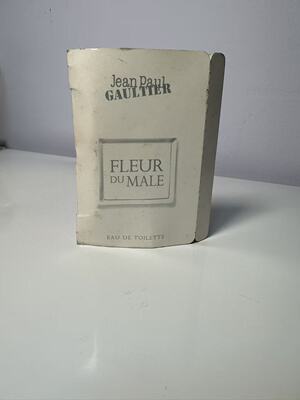 Jean Paul
GAULTIER
FLEUR
DU MALE
EAU DE TOILETTE